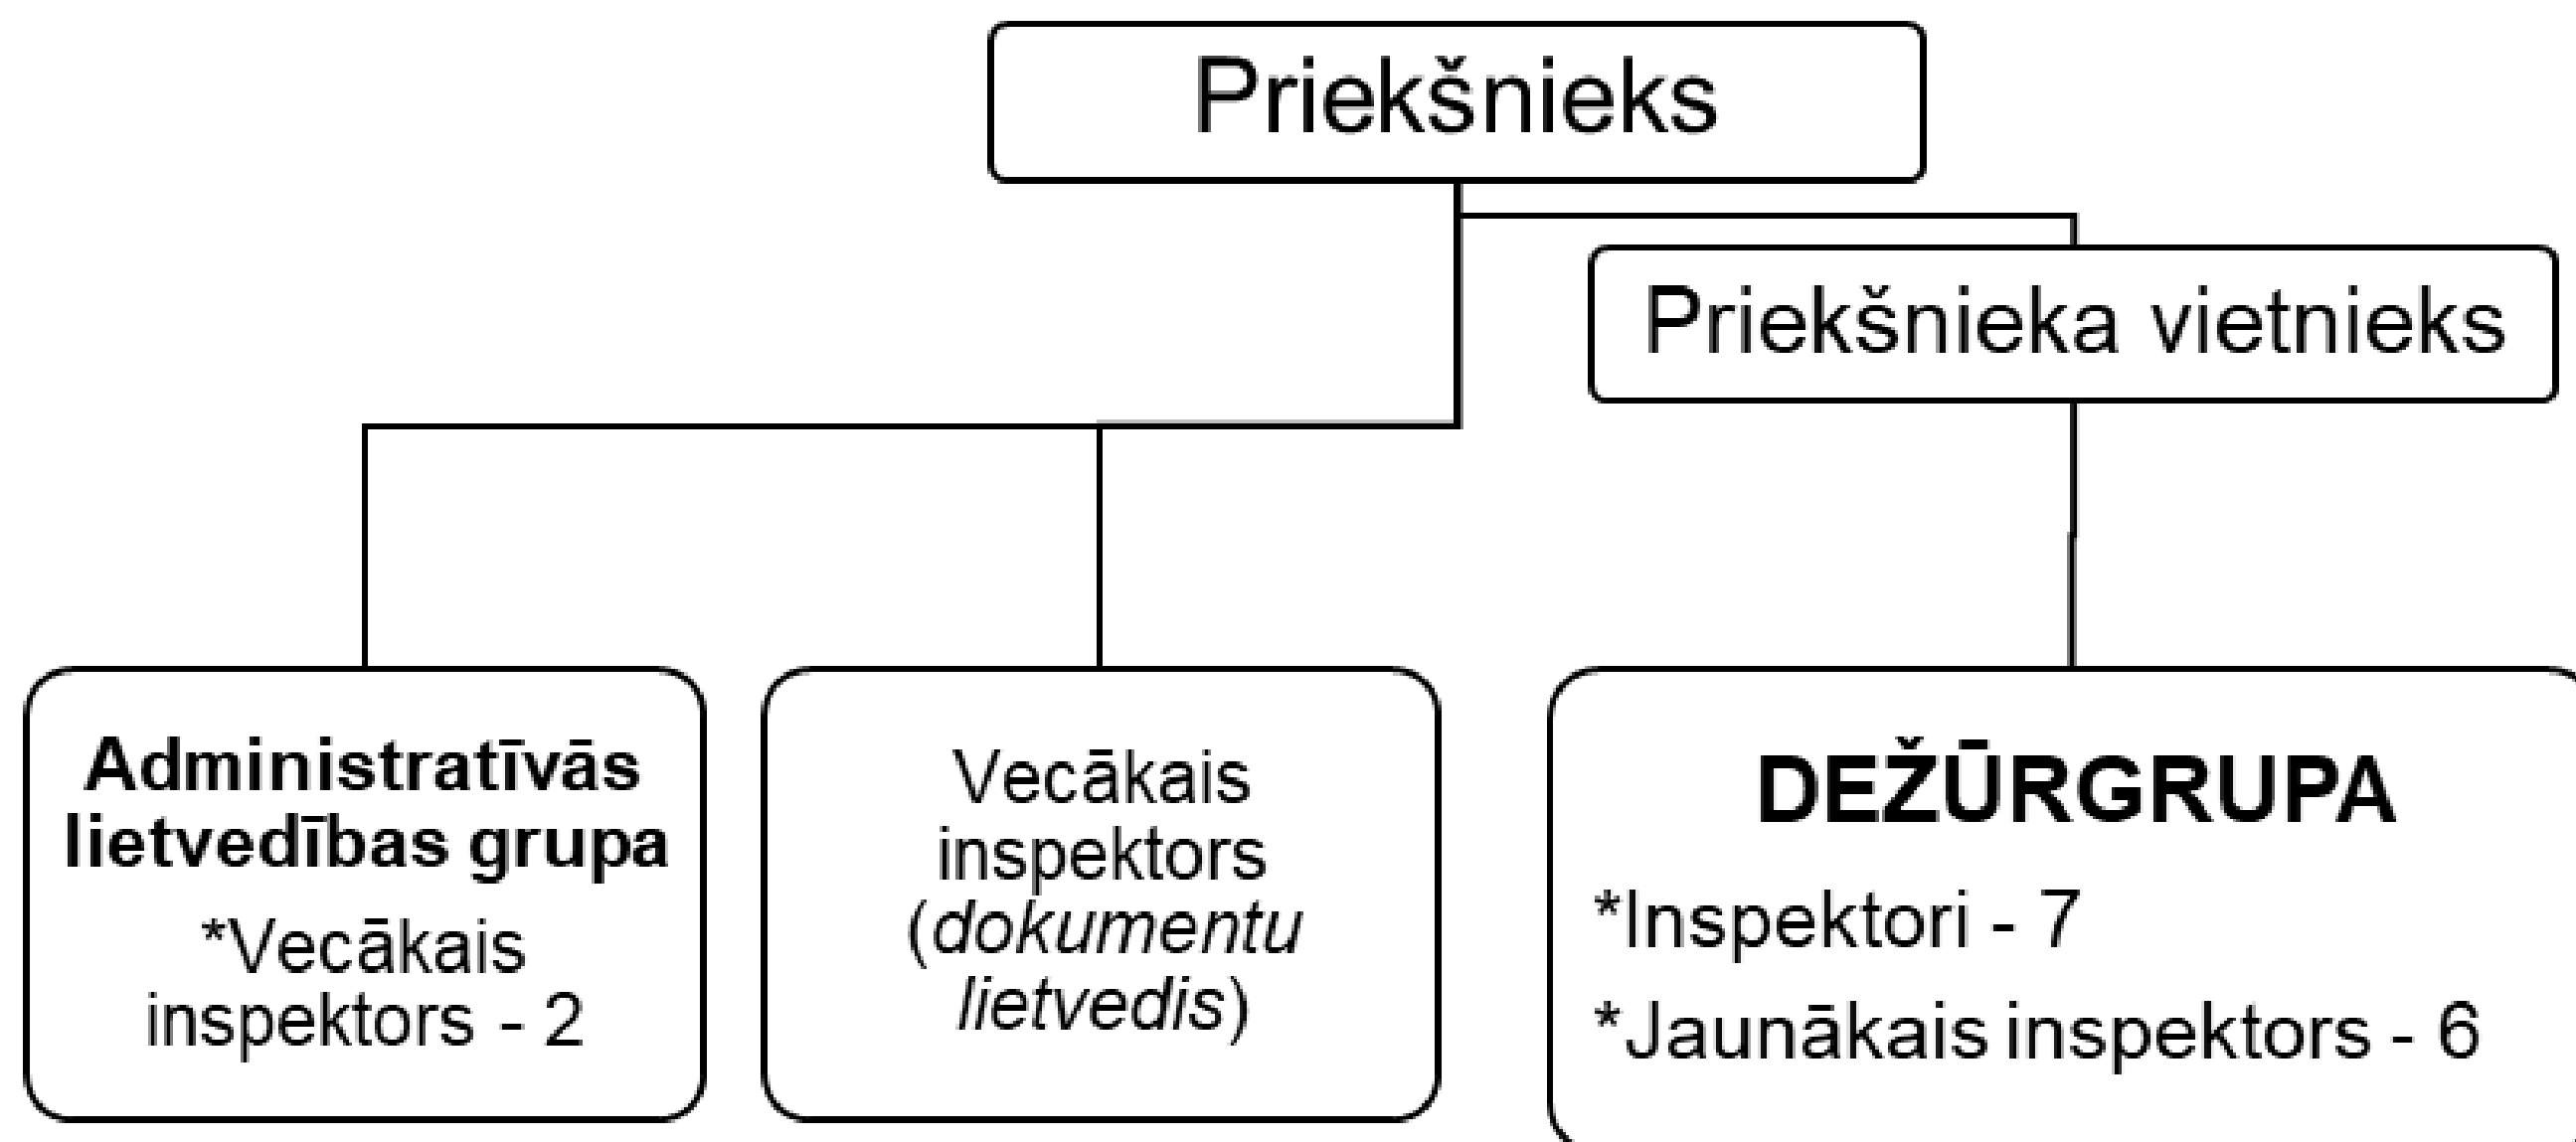 Priekšnieks
Priekšnieka vietnieks
Administratīvās
lietvedības grupa
*Vecākais
inspektors - 2
Vecākais
inspektors
(dokumentu
lietvedis)
DEŽŪRGRUPA
*Inspektori - 7
*Jaunākais inspektors - 6